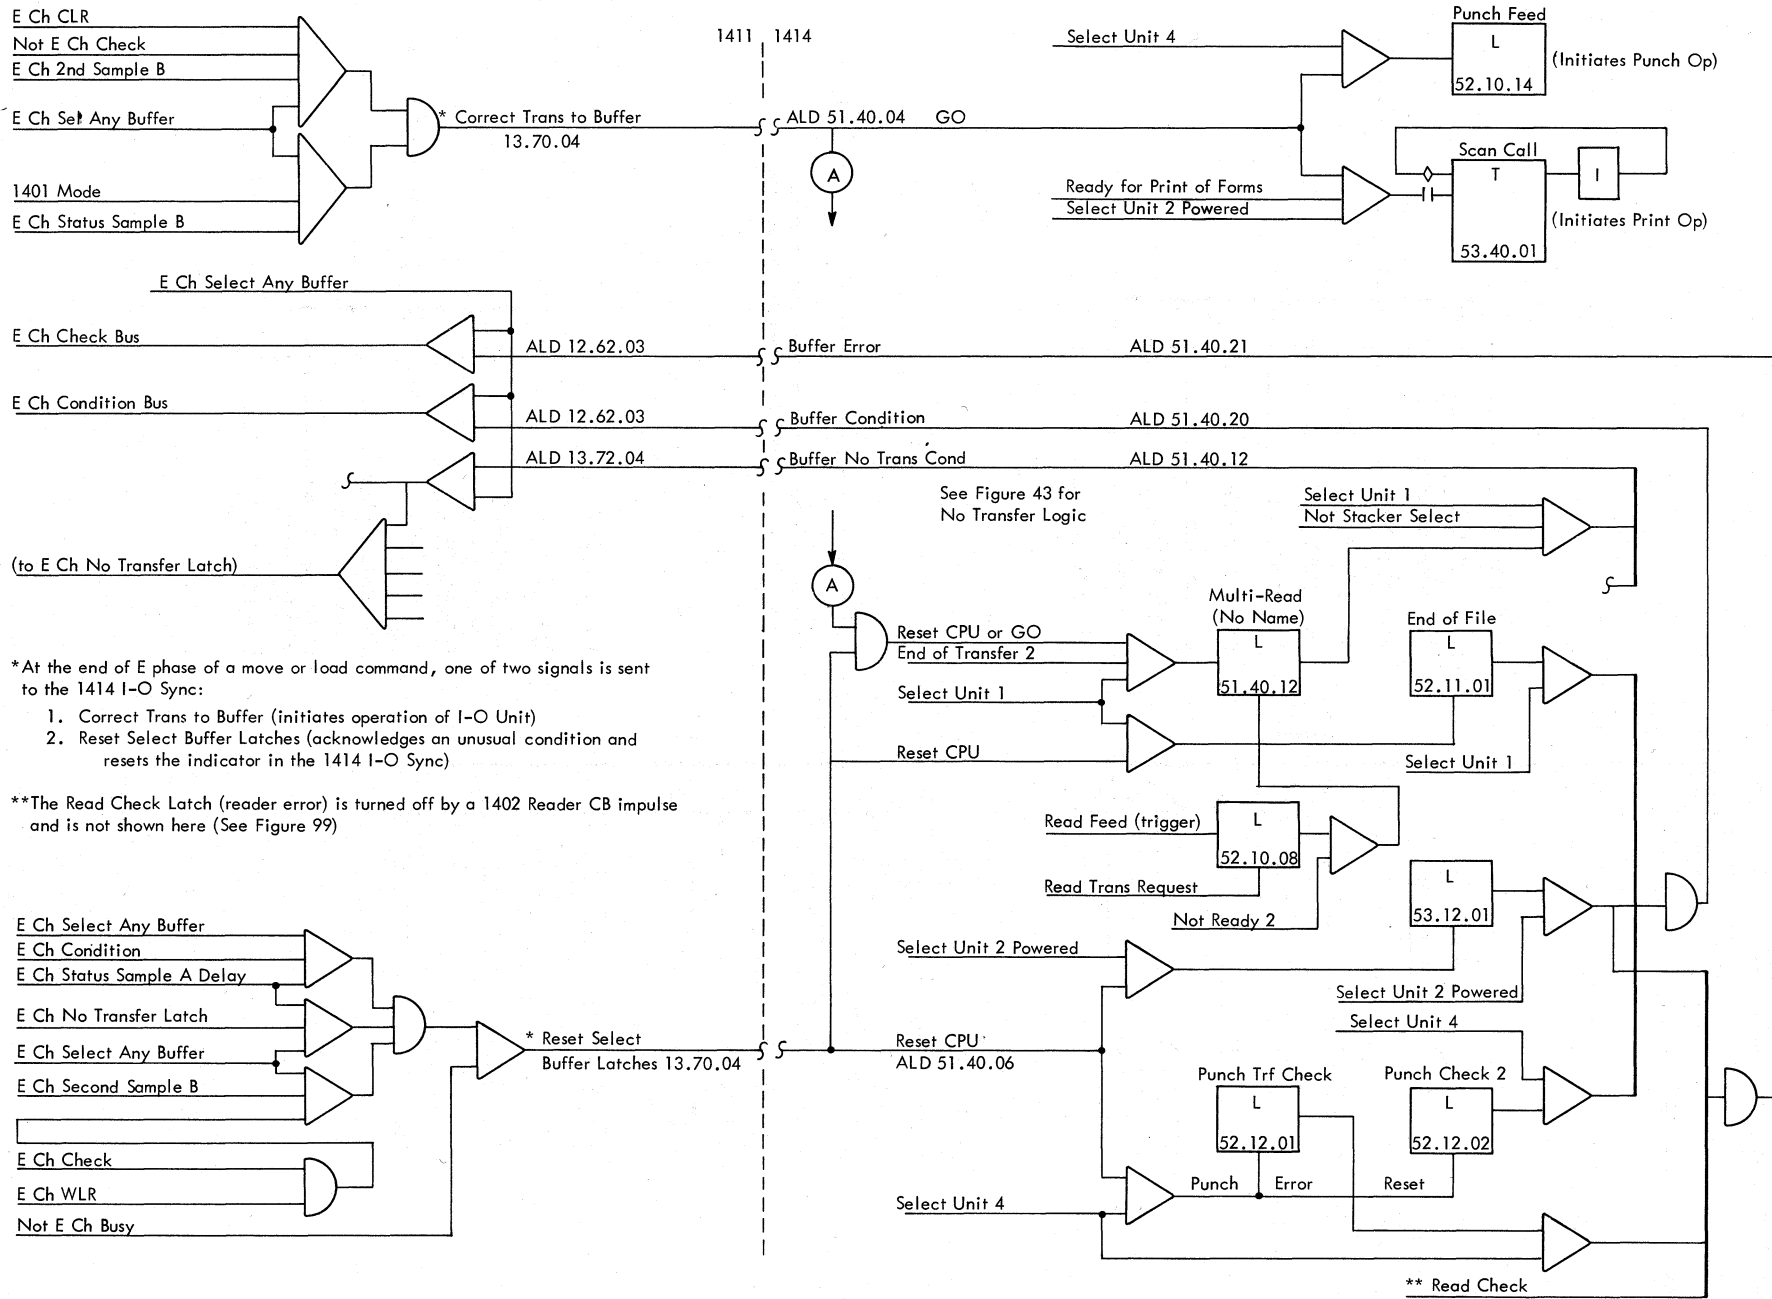 E Ch CLR
Not E Ch Check
E Ch 2nd Sample B
E Ch Sel Any Buffer
1401 Mode
E Ch Status Sample B
* Correct Trans to Buffer
13.70.04
1411
1414
ALD 51.40.04 GO
A
Select Unit 4
Punch Feed
L
52.10.14
(Initiates Punch Op)
Ready for Print of Forms
Select Unit 2 Powered
Scan Call
T
53.40.01
I
(Initiates Print Op)
E Ch Select Any Buffer
E Ch Check Bus
ALD 12.62.03
Buffer Error
ALD 51.40.21
E Ch Condition Bus
ALD 12.62.03
Buffer Condition
ALD 51.40.20
ALD 13.72.04
Buffer No Trans Cond
ALD 51.40.12
(to E Ch No Transfer Latch)
See Figure 43 for
No Transfer Logic
Select Unit 1
Not Stacker Select
A
Multi-Read
(No Name)
L
51.40.12
End of File
L
52.11.01
Reset CPU or GO
End of Transfer 2
Select Unit 1
Reset CPU
Select Unit 1
*At the end of E phase of a move or load command, one of two signals is sent
to the 1414 I-O Sync:
1. Correct Trans to Buffer (initiates operation of I-O Unit)
2. Reset Select Buffer Latches (acknowledges an unusual condition and
resets the indicator in the 1414 I-O Sync)
**The Read Check Latch (reader error) is turned off by a 1402 Reader CB impulse
and is not shown here (See Figure 99)
Read Feed (trigger)
L
52.10.08
Read Trans Request
Not Ready 2
L
53.12.01
Select Unit 2 Powered
Select Unit 2 Powered
E Ch Select Any Buffer
E Ch Condition
E Ch Status Sample A Delay
E Ch No Transfer Latch
E Ch Select Any Buffer
E Ch Second Sample B
E Ch Check
E Ch WLR
Not E Ch Busy
* Reset Select
Buffer Latches 13.70.04
Reset CPU
ALD 51.40.06
Select Unit 4
Punch Trf Check
L
52.12.01
Punch Check 2
L
52.12.02
Punch Error Reset
Select Unit 4
** Read Check